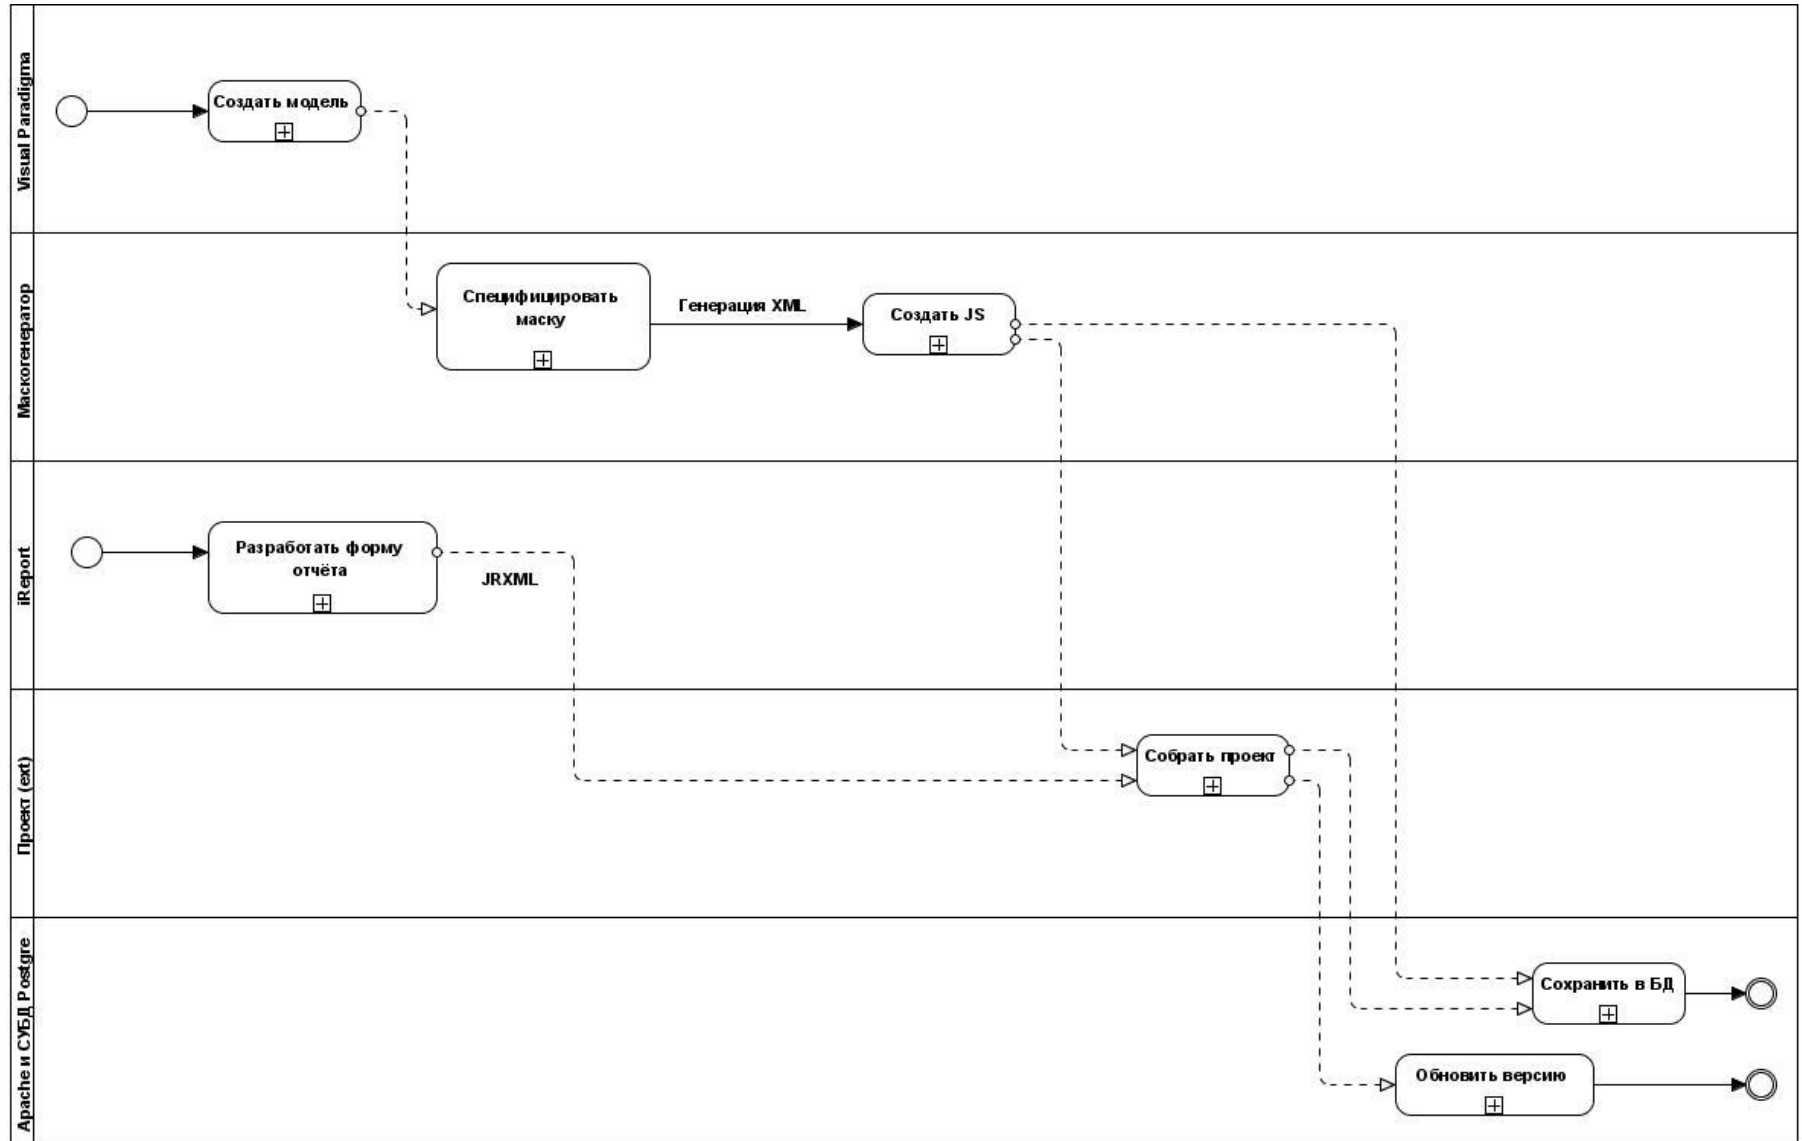 Visual Paradigma
Создать модель
Маскогенератор
Специфицировать
маску
Генерация XML
Создать JS
iReport
Разработать форму
отчёта
JRXML
Проект (ext)
Собрать проект
Apache и СУБД Postgre
Сохранить в БД
Обновить версию